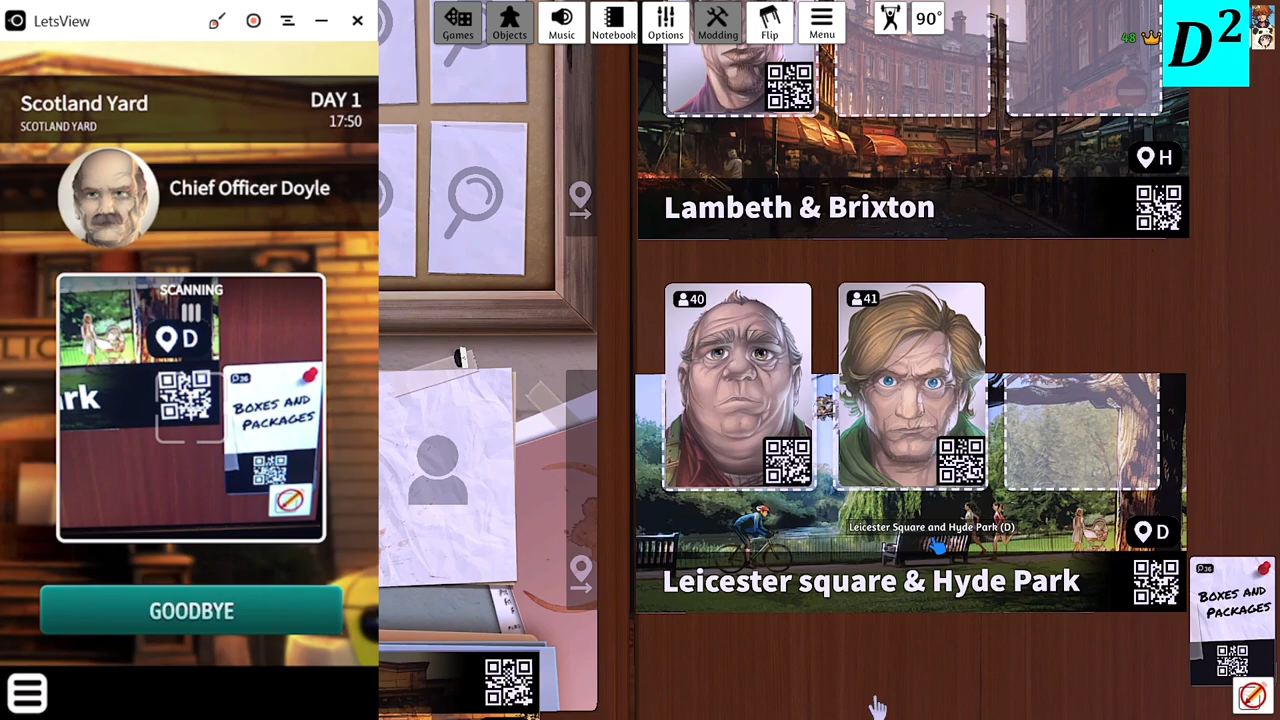 LetsView
Scotland Yard
SCOTLAND YARD
DAY 1
17:50
Chief Officer Doyle
SCANNING
D
rk
36
BOXES AND
PACKAGES
GOODBYE
Games
Objects
Music
Notebook
Options
Modding
Flip
Menu
90°
48
D²
H
Lambeth & Brixton
40
41
Leicester Square and Hyde Park (D)
D
Leicester square & Hyde Park
36
BOXES AND
PACKAGES